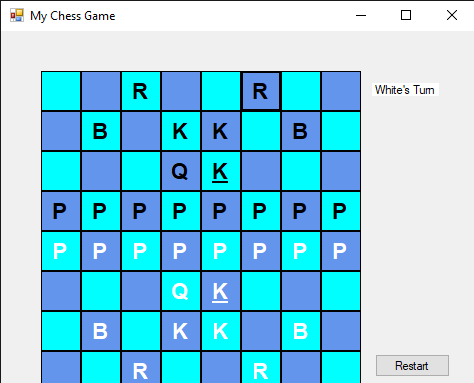 My Chess Game
R R
White's Turn
B K K B
Q K
P P P P P P P P
P P P P P P P P
Q K
B K K B
R R
Restart